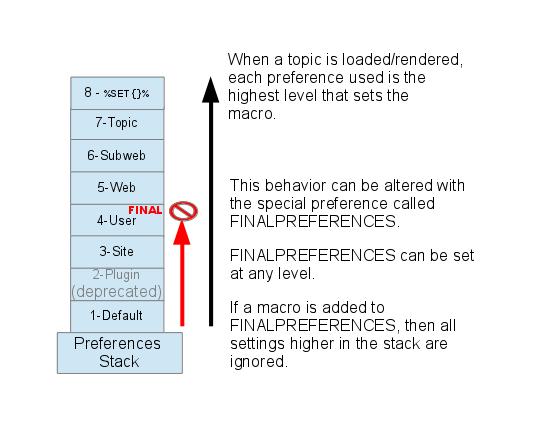 When a topic is loaded/rendered,
each preference used is the
highest level that sets the
macro.
8 - %SET{}%
7-Topic
6-Subweb
5-Web
FINAL
4-User
3-Site
2-Plugin
(deprecated)
1-Default
Preferences
Stack
This behavior can be altered with
the special preference called
FINALPREFERENCES.
FINALPREFERENCES can be set
at any level.
If a macro is added to
FINALPREFERENCES, then all
settings higher in the stack are
ignored.